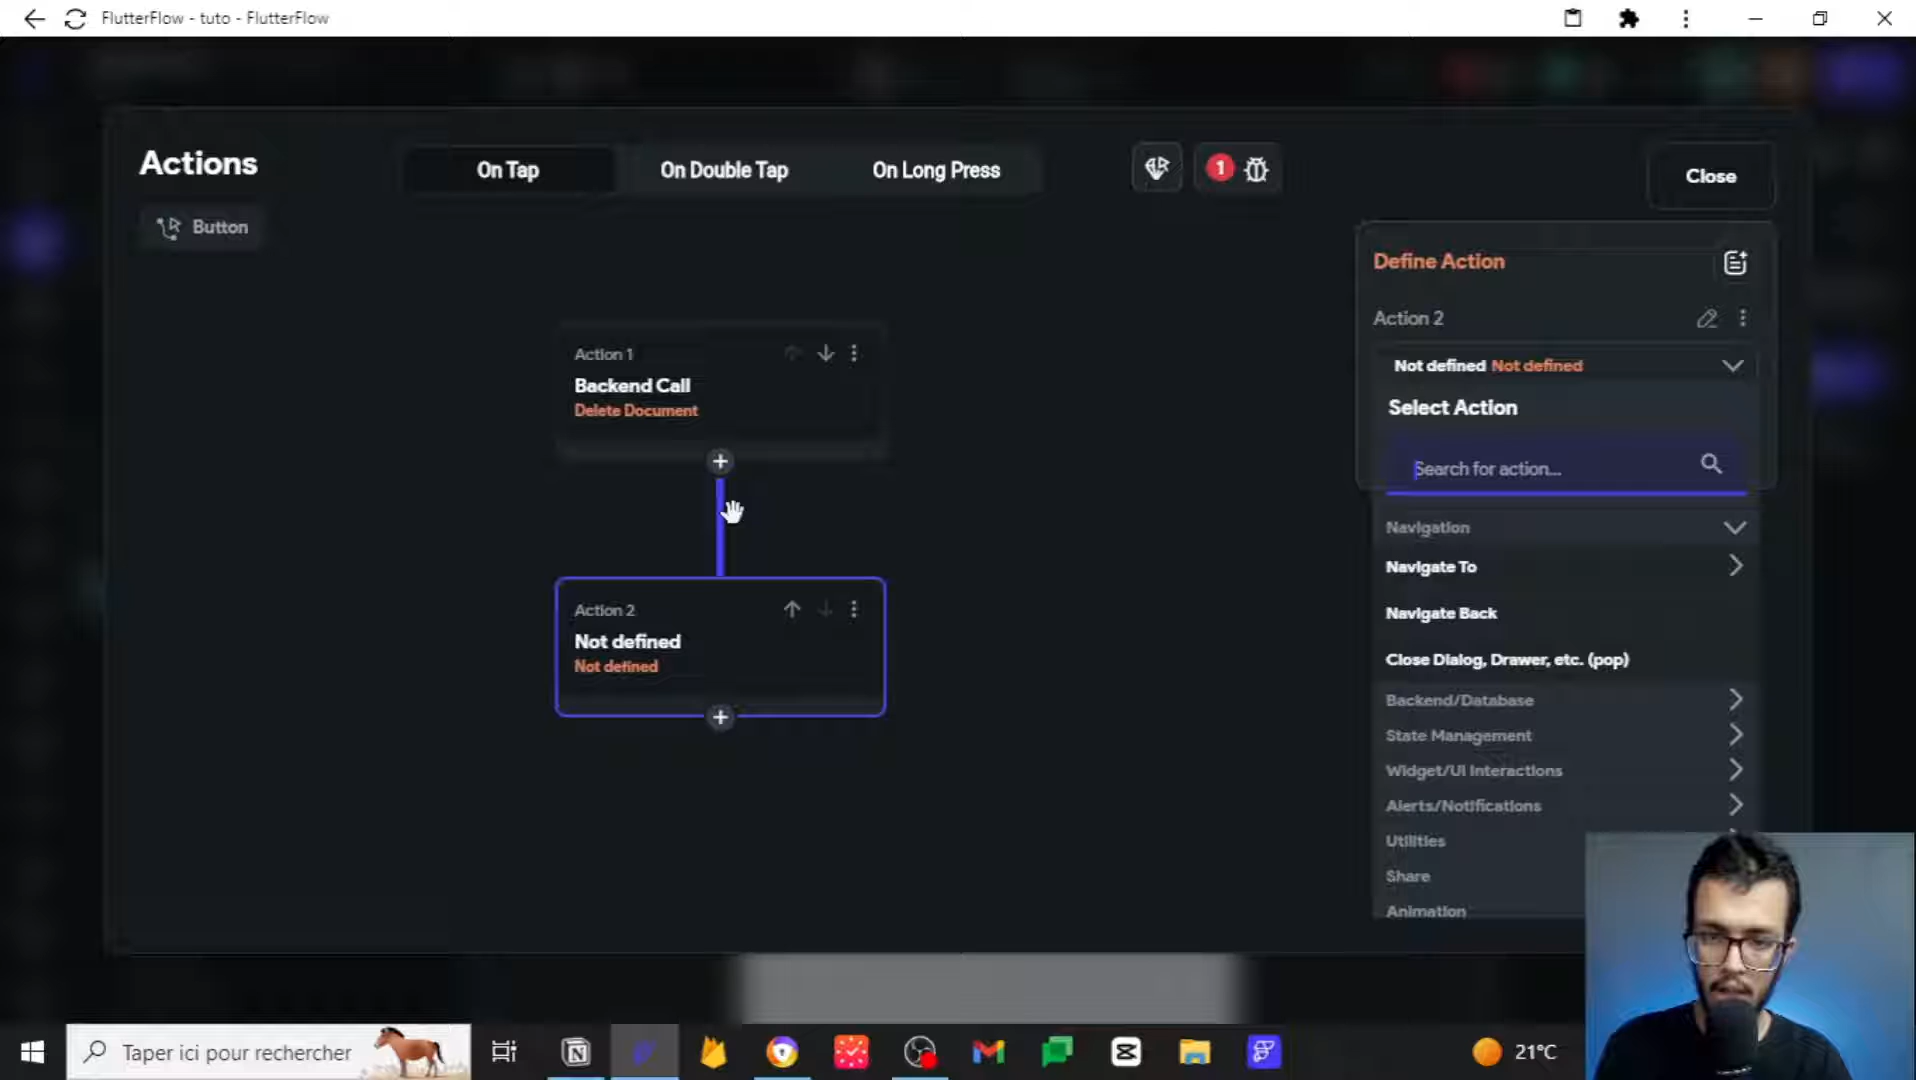 FlutterFlow - tuto - FlutterFlow
Actions
On Tap
On Double Tap
On Long Press
1
Close
Button
Define Action
Action 2
Not defined Not defined
Select Action
Search for action...
Navigation
Navigate To
Navigate Back
Close Dialog, Drawer, etc. (pop)
Backend/Database
State Management
Widget/UI Interactions
Alerts/Notifications
Utilities
Share
Animation
Action 1
Backend Call
Delete Document
Action 2
Not defined
Not defined
Taper ici pour rechercher
21°C